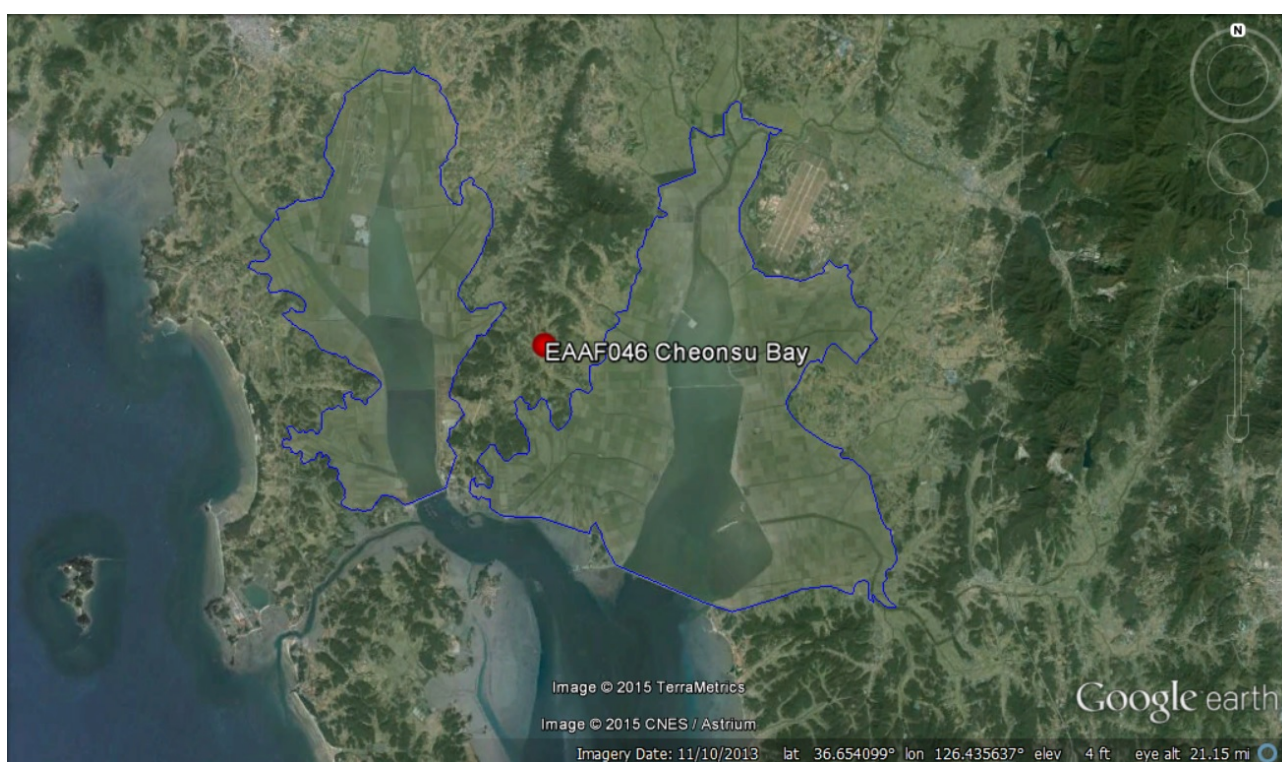 N
EAAF046 Cheonsu Bay
Image © 2015 TerraMetrics
Image © 2015 CNES / Astrium
Google earth
Imagery Date: 11/10/2013 lat 36.654099° lon 126.435637° elev 4 ft eye alt 21.15 mi